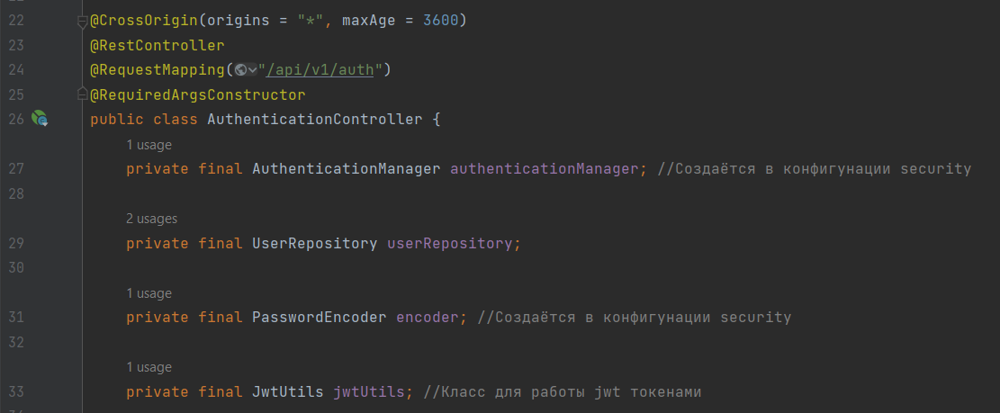 22 @CrossOrigin(origins = "*", maxAge = 3600)
23 @RestController
24 @RequestMapping("/api/v1/auth")
25 @RequiredArgsConstructor
26 public class AuthenticationController {
1 usage
27 private final AuthenticationManager authenticationManager; //Создаётся в конфигунации security
28
2 usages
29 private final UserRepository userRepository;
30
1 usage
31 private final PasswordEncoder encoder; //Создаётся в конфигунации security
32
1 usage
33 private final JwtUtils jwtUtils; //Класс для работы jwt токенами